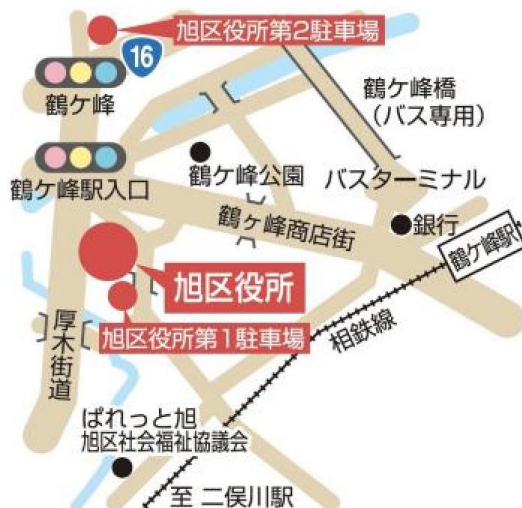 旭区役所第2駐車場
16
鶴ケ峰
鶴ケ峰橋
（バス専用）
鶴ケ峰駅入口
鶴ケ峰公園
バスターミナル
鶴ヶ峰商店街
銀行
鶴ケ峰駅
旭区役所
旭区役所第1駐車場
相鉄線
厚木街道
ぱれっと旭
旭区社会福祉協議会
至 二俣川駅